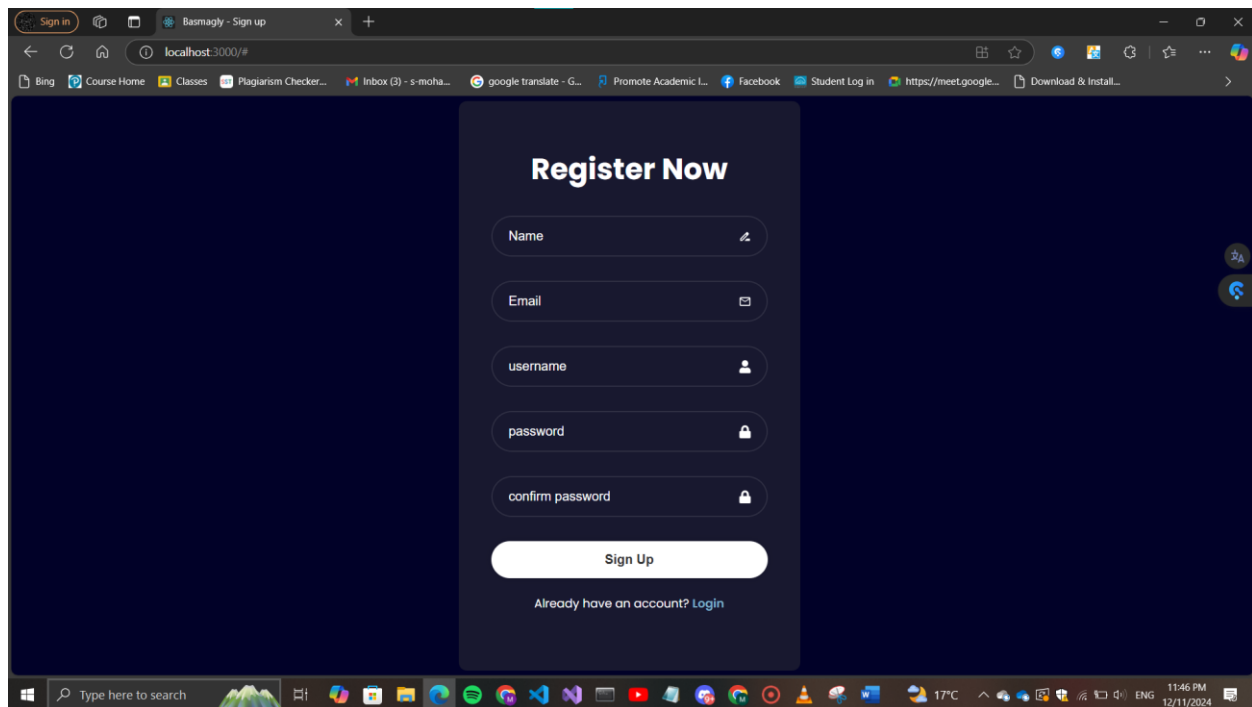 Sign in
Basmagly - Sign up
localhost:3000/#
Bing Course Home Classes Plagiarism Checker... Inbox (3) - s-moha... google translate - G... Promote Academic I... Facebook Student Log in https://meet.google... Download & Install...
Register Now
Name
Email
username
password
confirm password
Sign Up
Already have an account? Login
Type here to search 17°C ENG 11:46 PM
12/11/2024